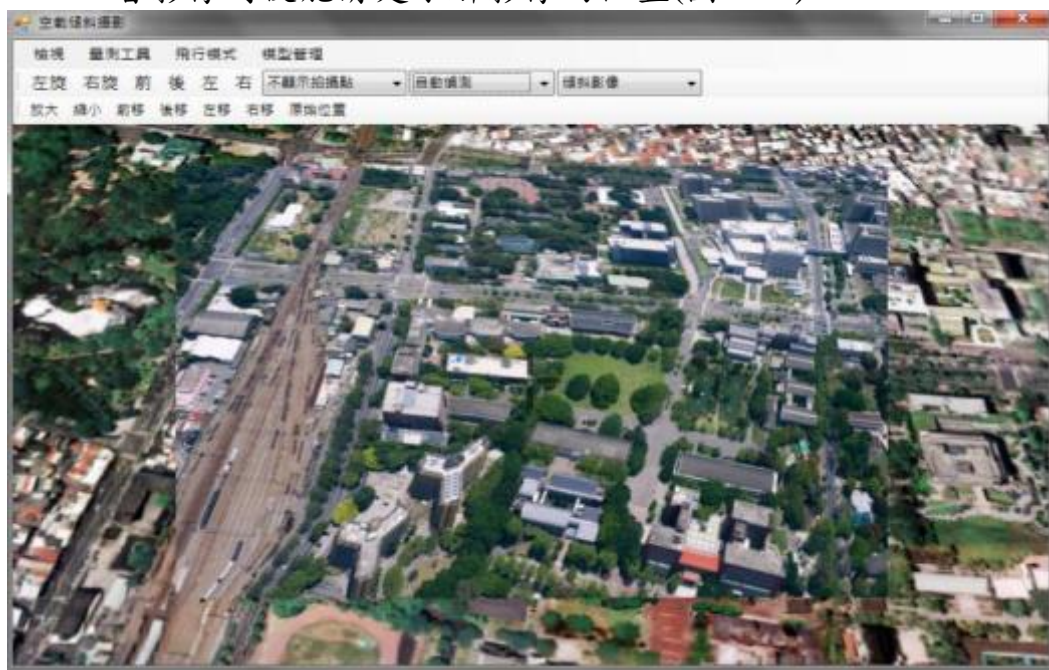 空載傾斜攝影
檢視 量測工具 飛行模式 模型管理
左旋 右旋 前 後 左 右 不顯示拍攝點 自動偵測 傾斜影像
放大 縮小 前移 後移 左移 右移 原始位置